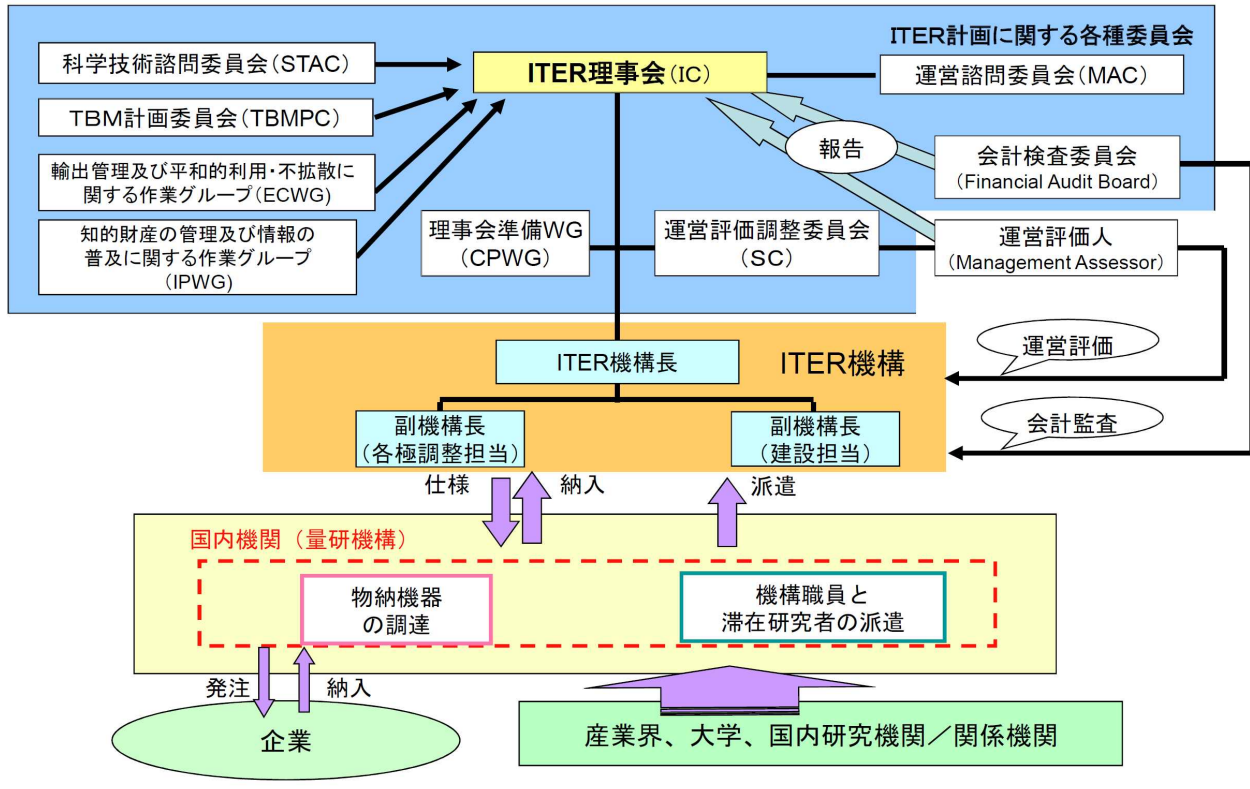 ITER計画に関する各種委員会
科学技術諮問委員会(STAC)
ITER理事会(IC)
運営諮問委員会(MAC)
TBM計画委員会(TBMPC)
報告
会計検査委員会
(Financial Audit Board)
輸出管理及び平和的利用・不拡散に
関する作業グループ(ECWG)
知的財産の管理及び情報の
普及に関する作業グループ
(IPWG)
理事会準備WG
(CPWG)
運営評価調整委員会
(SC)
運営評価人
(Management Assessor)
運営評価
ITER機構長
ITER機構
副機構長
(各極調整担当)
副機構長
(建設担当)
会計監査
仕様
納入
派遣
国内機関（量研機構）
物納機器
の調達
機構職員と
滞在研究者の派遣
発注
納入
企業
産業界、大学、国内研究機関／関係機関